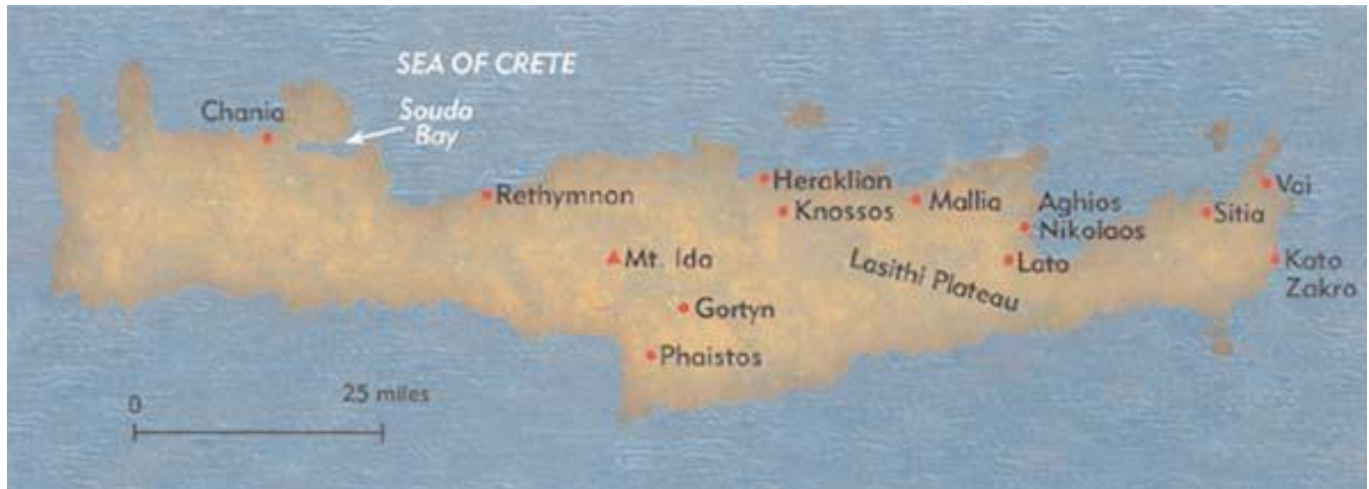 SEA OF CRETE
Chania
Souda
Bay
Rethymnon
Heraklion
Knossos
Mallia
Aghios
Nikolaos
Vai
Sitia
Mt. Ida
Lasithi Plateau
Lato
Kato
Zakro
Gortyn
Phaistos
0
25 miles